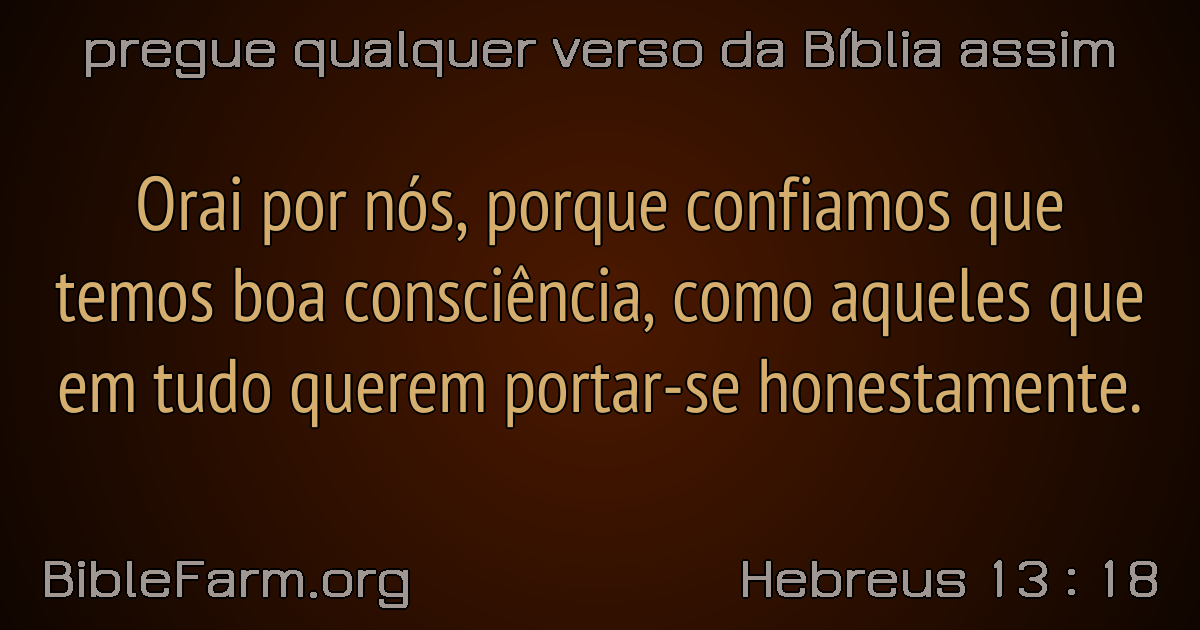 pregue qualquer verso da Bíblia assim
Orai por nós, porque confiamos que
temos boa consciência, como aqueles que
em tudo querem portar-se honestamente.
BibleFarm.org
Hebreus 13 : 18